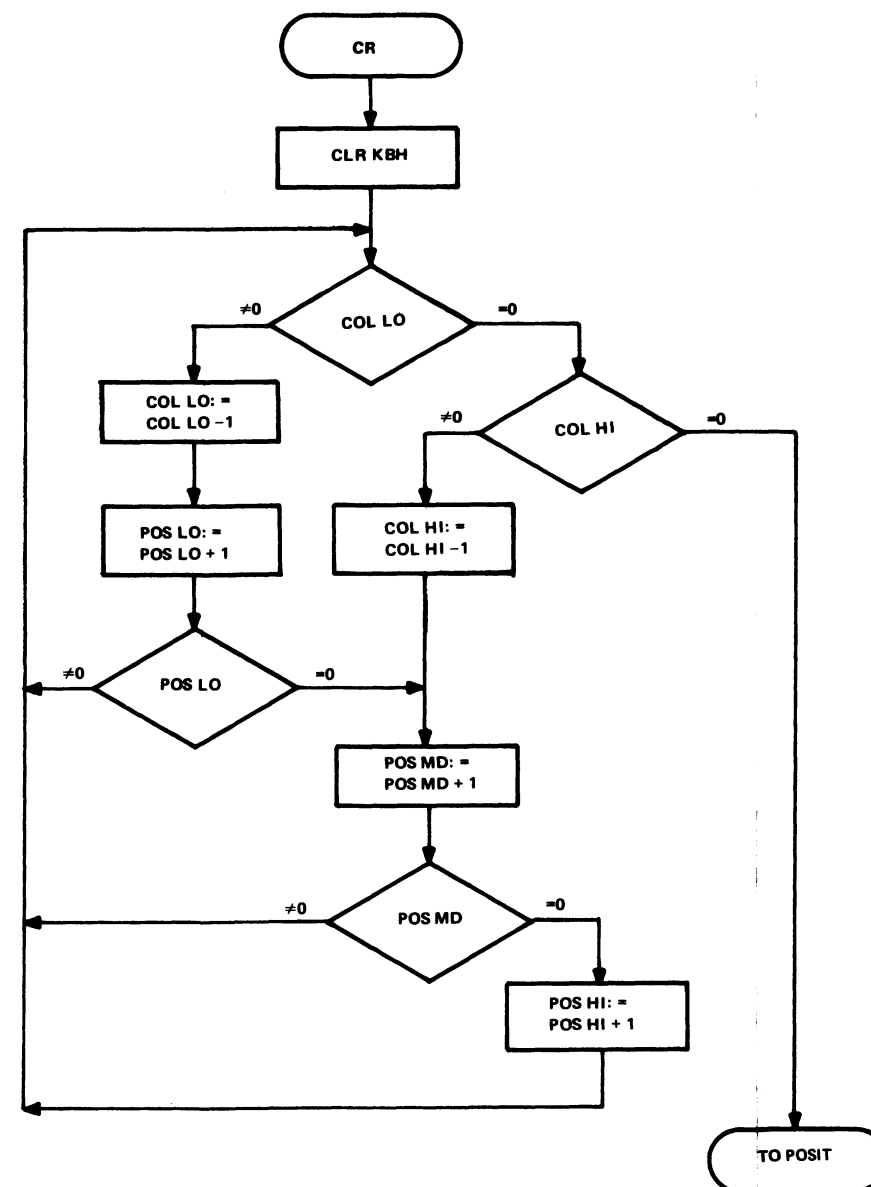 CR
CLR KBH
≠0
COL LO
=0
COL LO: =
COL LO –1
≠0
COL HI
=0
POS LO: =
POS LO + 1
COL HI: =
COL HI –1
≠0
POS LO
=0
POS MD: =
POS MD + 1
≠0
POS MD
=0
POS HI: =
POS HI + 1
TO POSIT